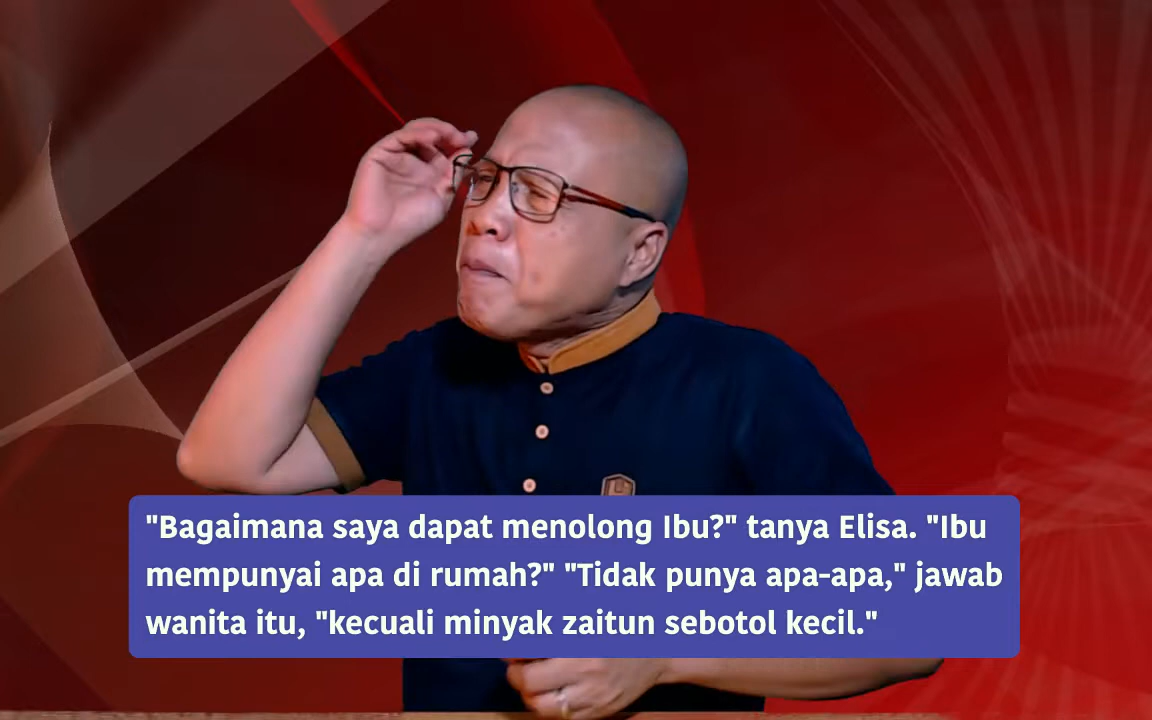 "Bagaimana saya dapat menolong Ibu?" tanya Elisa. "Ibu
mempunyai apa di rumah?" "Tidak punya apa-apa," jawab
wanita itu, "kecuali minyak zaitun sebotol kecil."